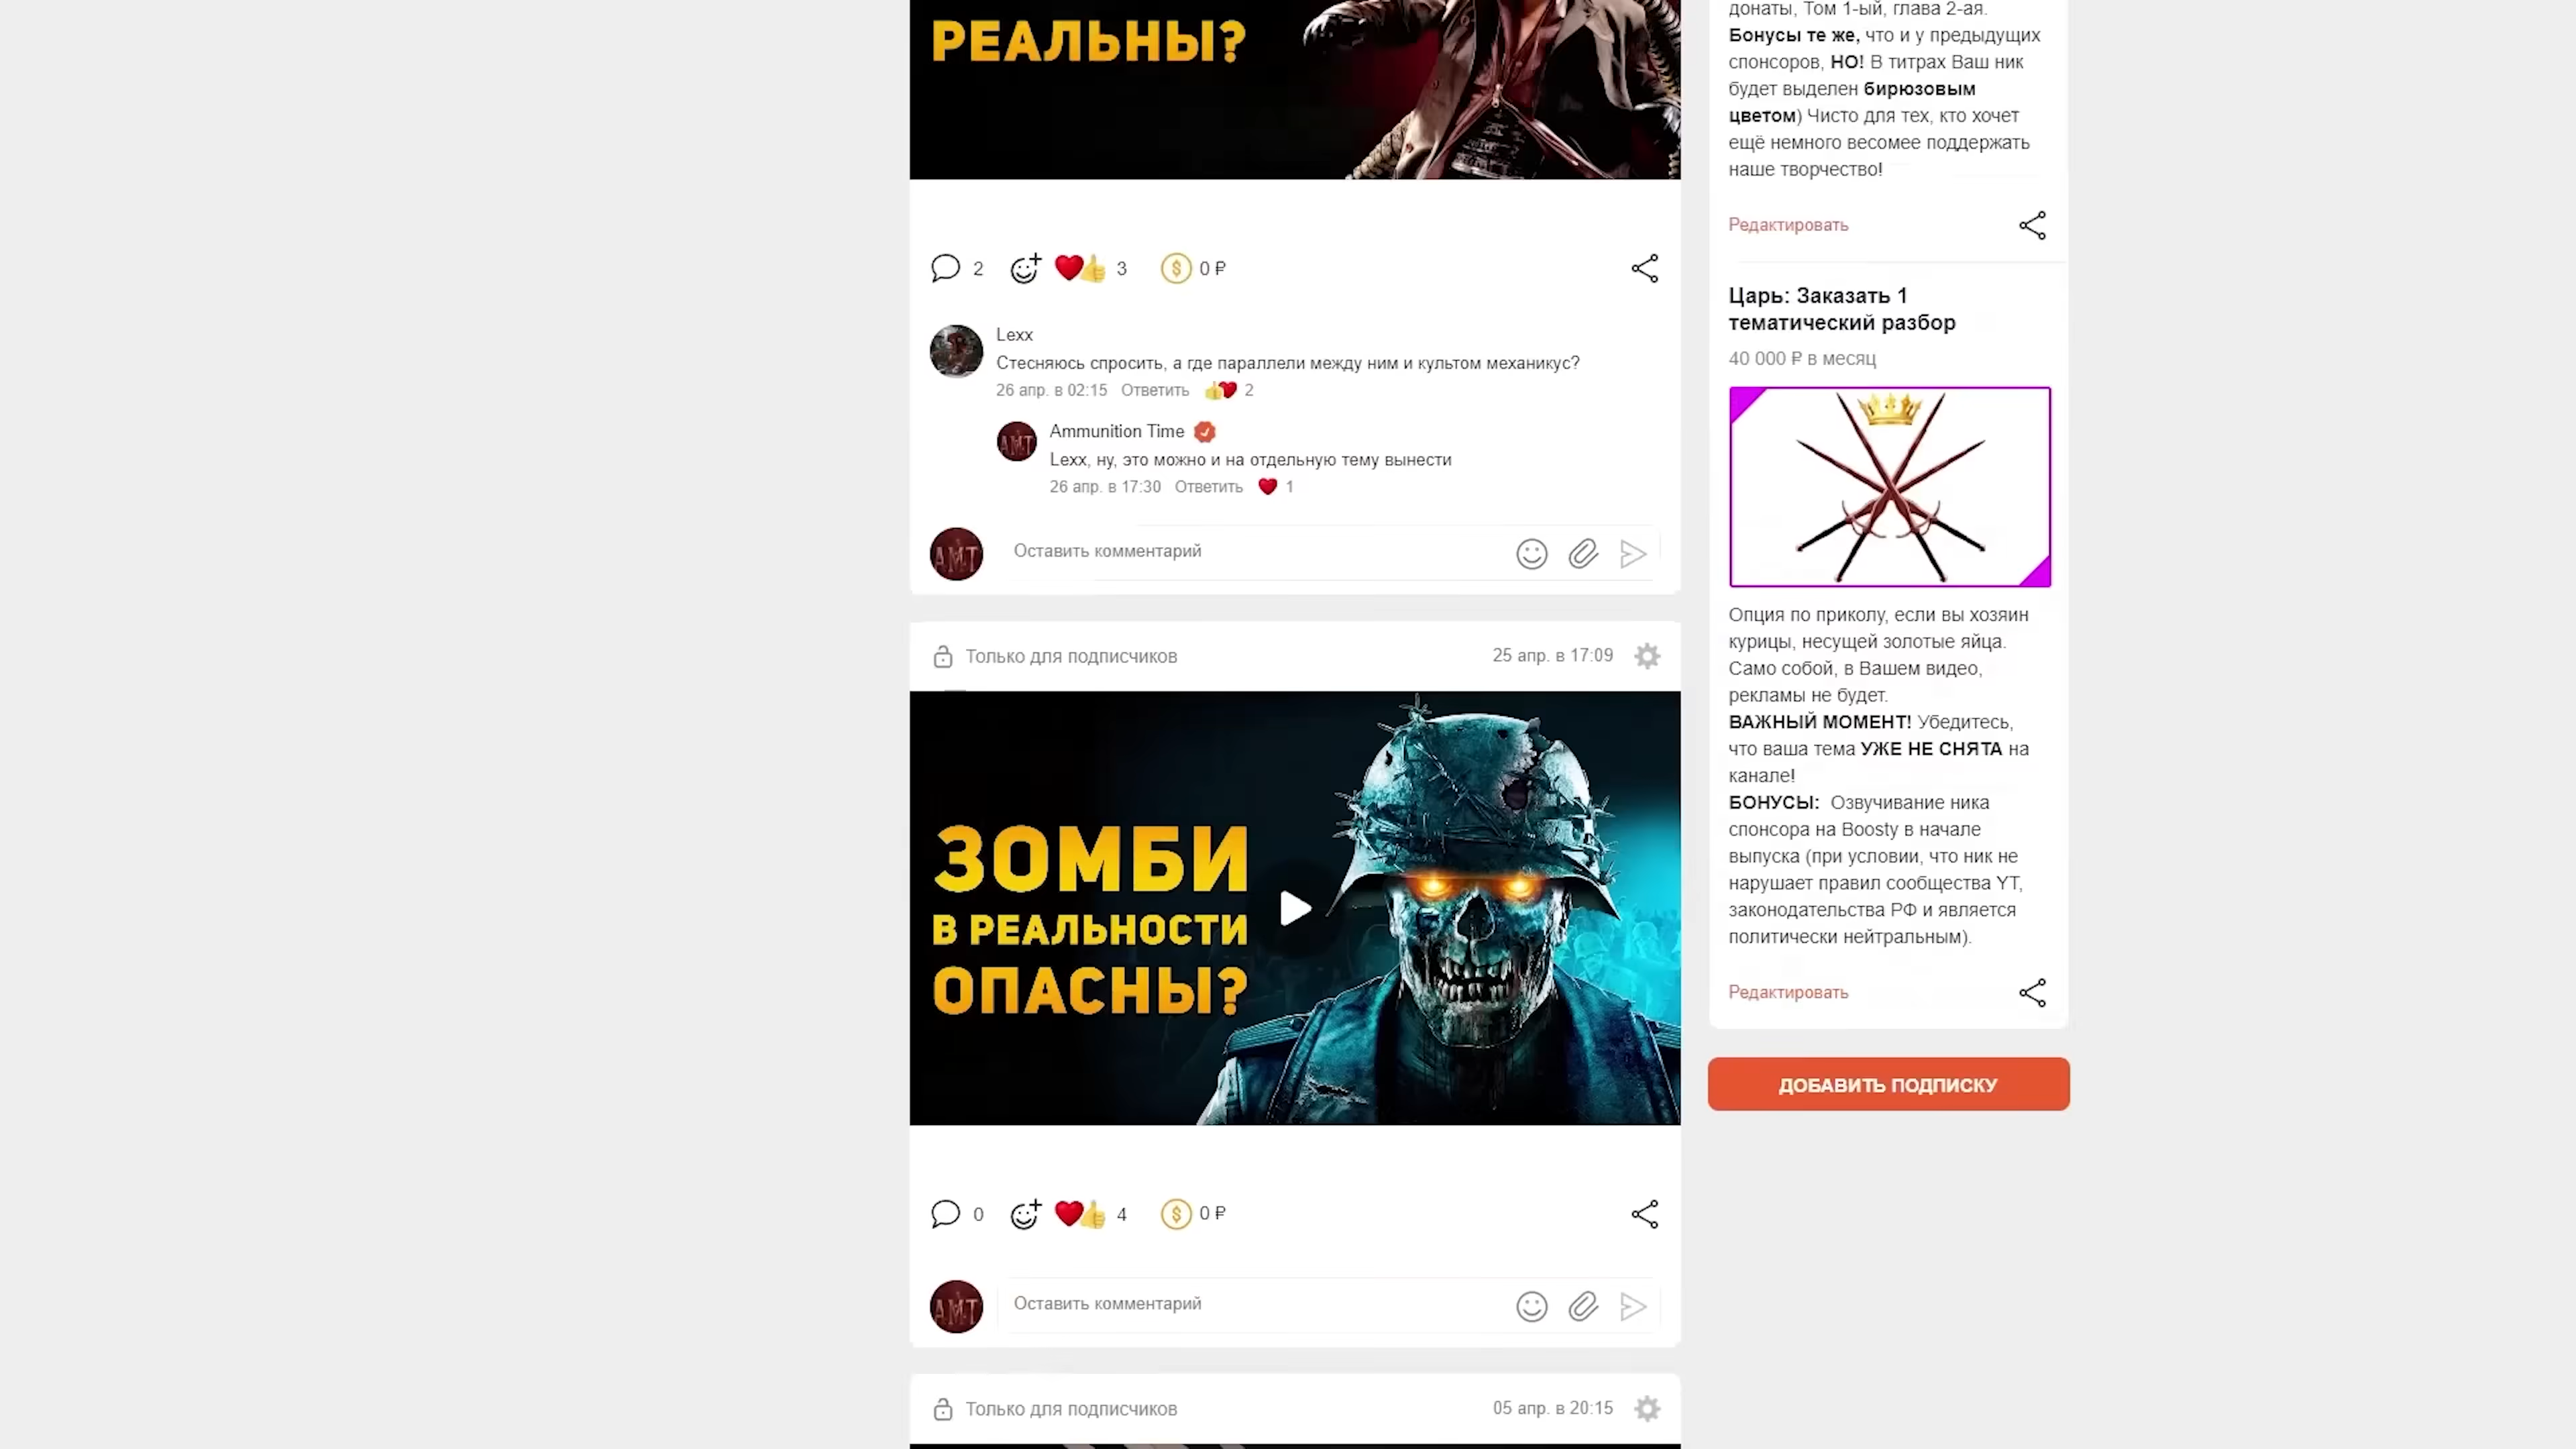 РЕАЛЬНЫ?
2
3
0 ₽
Lexx
Стесняюсь спросить, а где параллели между ним и культом механикус?
26 апр. в 02:15 Ответить 2
AMT
Ammunition Time
Lexx, ну, это можно и на отдельную тему вынести
26 апр. в 17:30 Ответить 1
AMT
Оставить комментарий
Только для подписчиков
25 апр. в 17:09
ЗОМБИ
В РЕАЛЬНОСТИ
ОПАСНЫ?
0
4
0 ₽
AMT
Оставить комментарий
Только для подписчиков
05 апр. в 20:15
донаты, Том 1-ый, глава 2-ая.
Бонусы те же, что и у предыдущих
спонсоров, НО! В титрах Ваш ник
будет выделен бирюзовым
цветом) Чисто для тех, кто хочет
ещё немного весомее поддержать
наше творчество!
Редактировать
Царь: Заказать 1
тематический разбор
40 000 ₽ в месяц
Опция по приколу, если вы хозяин
курицы, несущей золотые яйца.
Само собой, в Вашем видео,
рекламы не будет.
ВАЖНЫЙ МОМЕНТ! Убедитесь,
что ваша тема УЖЕ НЕ СНЯТА на
канале!
БОНУСЫ: Озвучивание ника
спонсора на Boosty в начале
выпуска (при условии, что ник не
нарушает правил сообщества YT,
законодательства РФ и является
политически нейтральным).
Редактировать
ДОБАВИТЬ ПОДПИСКУ